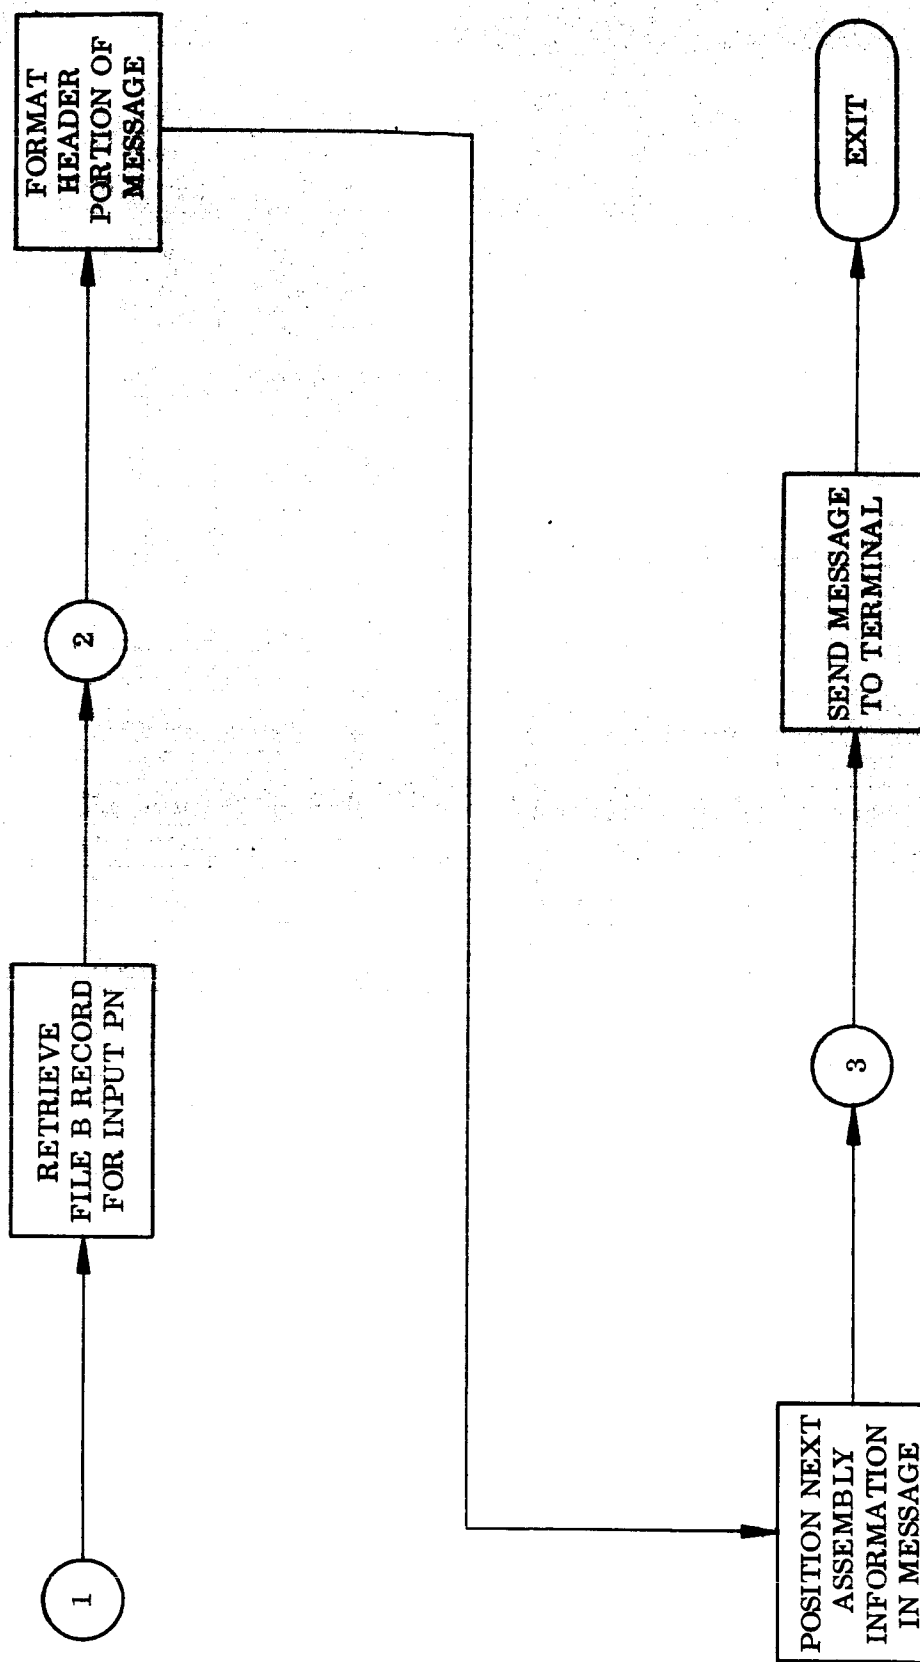 1
RETRIEVE
FILE B RECORD
FOR INPUT PN
2
FORMAT
HEADER
PORTION OF
MESSAGE
POSITION NEXT
ASSEMBLY
INFORMATION
IN MESSAGE
3
SEND MESSAGE
TO TERMINAL
EXIT